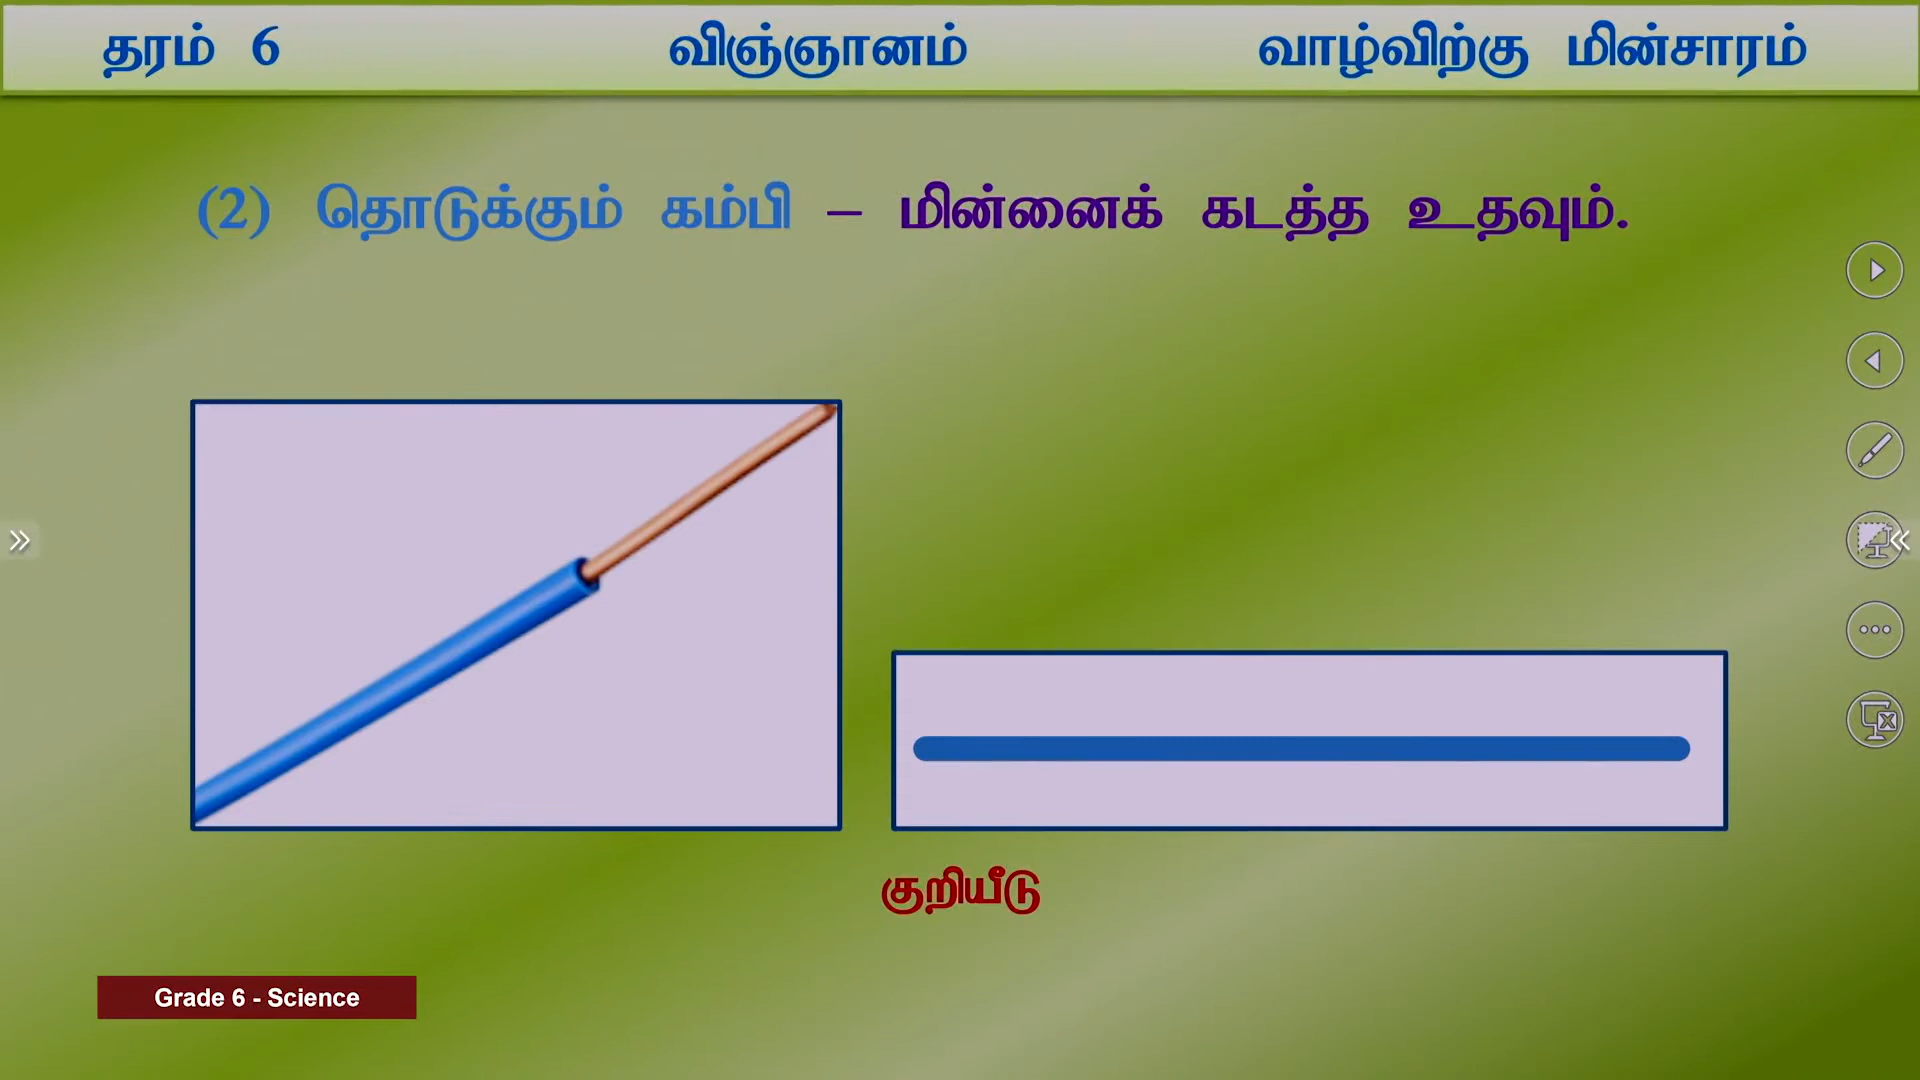 தரம் 6 விஞ்ஞானம் வாழ்விற்கு மின்சாரம்
(2) தொடுக்கும் கம்பி – மின்னைக் கடத்த உதவும்.
குறியீடு
Grade 6 - Science